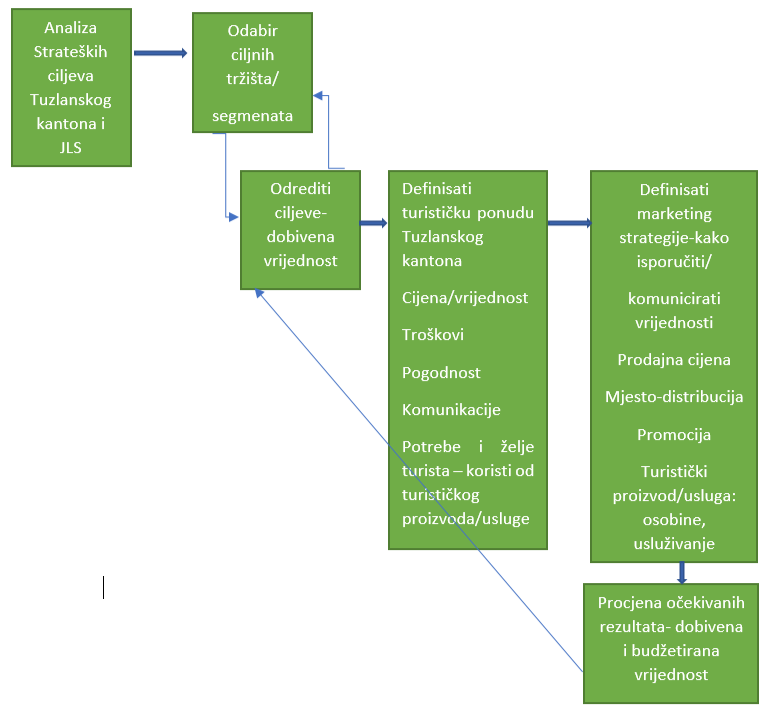 Analiza
Strateških
ciljeva
Tuzlanskog
kantona i
JLS
Odabir
ciljnih
tržišta/
segmenata
Odrediti
ciljeve-
dobivena
vrijednost
Definisati
turističku ponudu
Tuzlanskog
kantona
Cijena/vrijednost
Troškovi
Pogodnost
Komunikacije
Potrebe i želje
turista – koristi od
turističkog
proizvoda/usluge
Definisati
marketing
strategije-kako
isporučiti/
komunicirati
vrijednosti
Prodajna cijena
Mjesto-distribucija
Promocija
Turistički
proizvod/usluga:
osobine,
usluživanje
Procjena očekivanih
rezultata- dobivena
i budžetirana
vrijednost